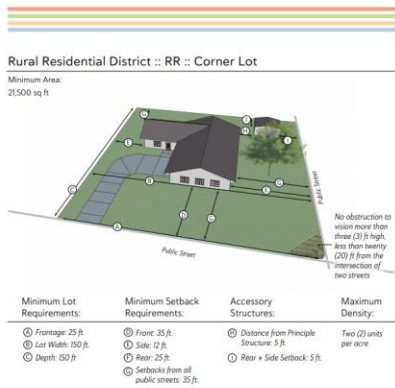 Rural Residential District :: RR :: Corner Lot
Minimum Area:
21,500 sq ft
G
I
H
E
I
G
B
E
C
D
G
A
Public Street
Public Street
No obstruction to
vision more than
three (3) ft high,
less than twenty
(20) ft from the
intersection of
two streets
Minimum Lot
Requirements:
A Frontage: 25 ft.
B Lot Width: 150 ft.
C Depth: 150 ft
Minimum Setback
Requirements:
D Front: 35 ft.
E Side: 12 ft.
F Rear: 25 ft.
G Setbacks from all
public streets: 35 ft.
Accessory
Structures:
H Distance from Principle
Structure: 5 ft.
I Rear + Side Setback: 5 ft.
Maximum
Density:
Two (2) units
per acre